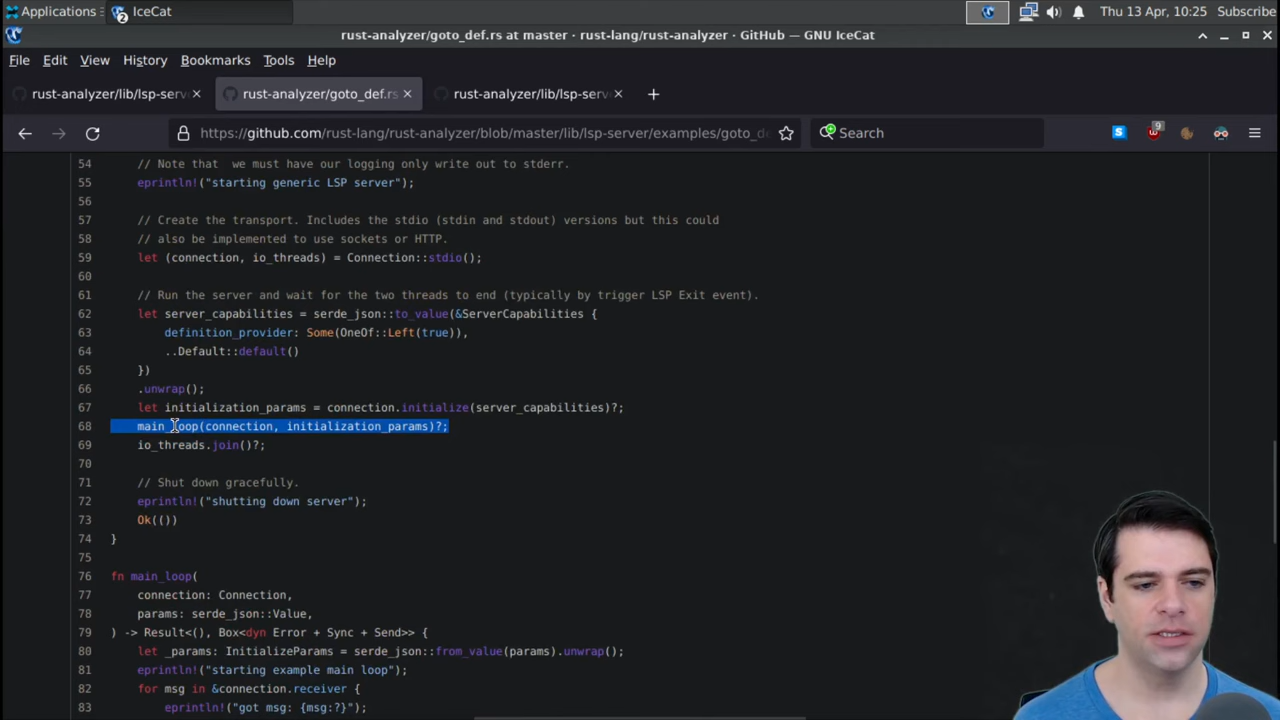 Applications
IceCat
Thu 13 Apr, 10:25
Subscribe
rust-analyzer/goto_def.rs at master · rust-lang/rust-analyzer · GitHub — GNU IceCat
File Edit View History Bookmarks Tools Help
rust-analyzer/lib/lsp-serv
rust-analyzer/goto_def.rs
rust-analyzer/lib/lsp-serv
https://github.com/rust-lang/rust-analyzer/blob/master/lib/lsp-server/examples/goto_de
Search
9
54 // Note that  we must have our logging only write out to stderr.
55 eprintln!("starting generic LSP server");
56
57 // Create the transport. Includes the stdio (stdin and stdout) versions but this could
58 // also be implemented to use sockets or HTTP.
59 let (connection, io_threads) = Connection::stdio();
60
61 // Run the server and wait for the two threads to end (typically by trigger LSP Exit event).
62 let server_capabilities = serde_json::to_value(&ServerCapabilities {
63 definition_provider: Some(OneOf::Left(true)),
64 ..Default::default()
65 })
66 .unwrap();
67 let initialization_params = connection.initialize(server_capabilities)?;
68 main_loop(connection, initialization_params)?;
69 io_threads.join()?;
70
71 // Shut down gracefully.
72 eprintln!("shutting down server");
73 Ok(())
74 }
75
76 fn main_loop(
77 connection: Connection,
78 params: serde_json::Value,
79 ) -> Result<(), Box<dyn Error + Sync + Send>> {
80 let _params: InitializeParams = serde_json::from_value(params).unwrap();
81 eprintln!("starting example main loop");
82 for msg in &connection.receiver {
83 eprintln!("got msg: {msg:?}");